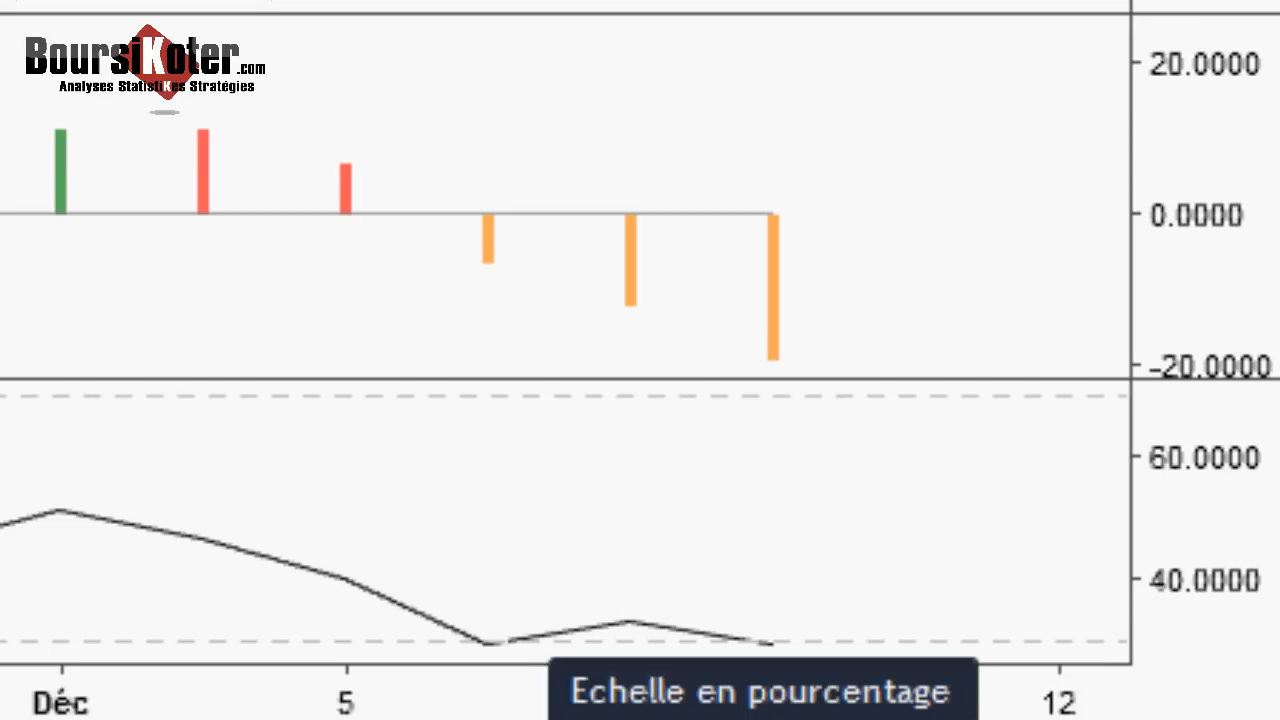 BoursiKoter.com
Analyses StatistiKes Stratégies
20.0000
0.0000
-20.0000
60.0000
40.0000
Déc
5
12
Echelle en pourcentage